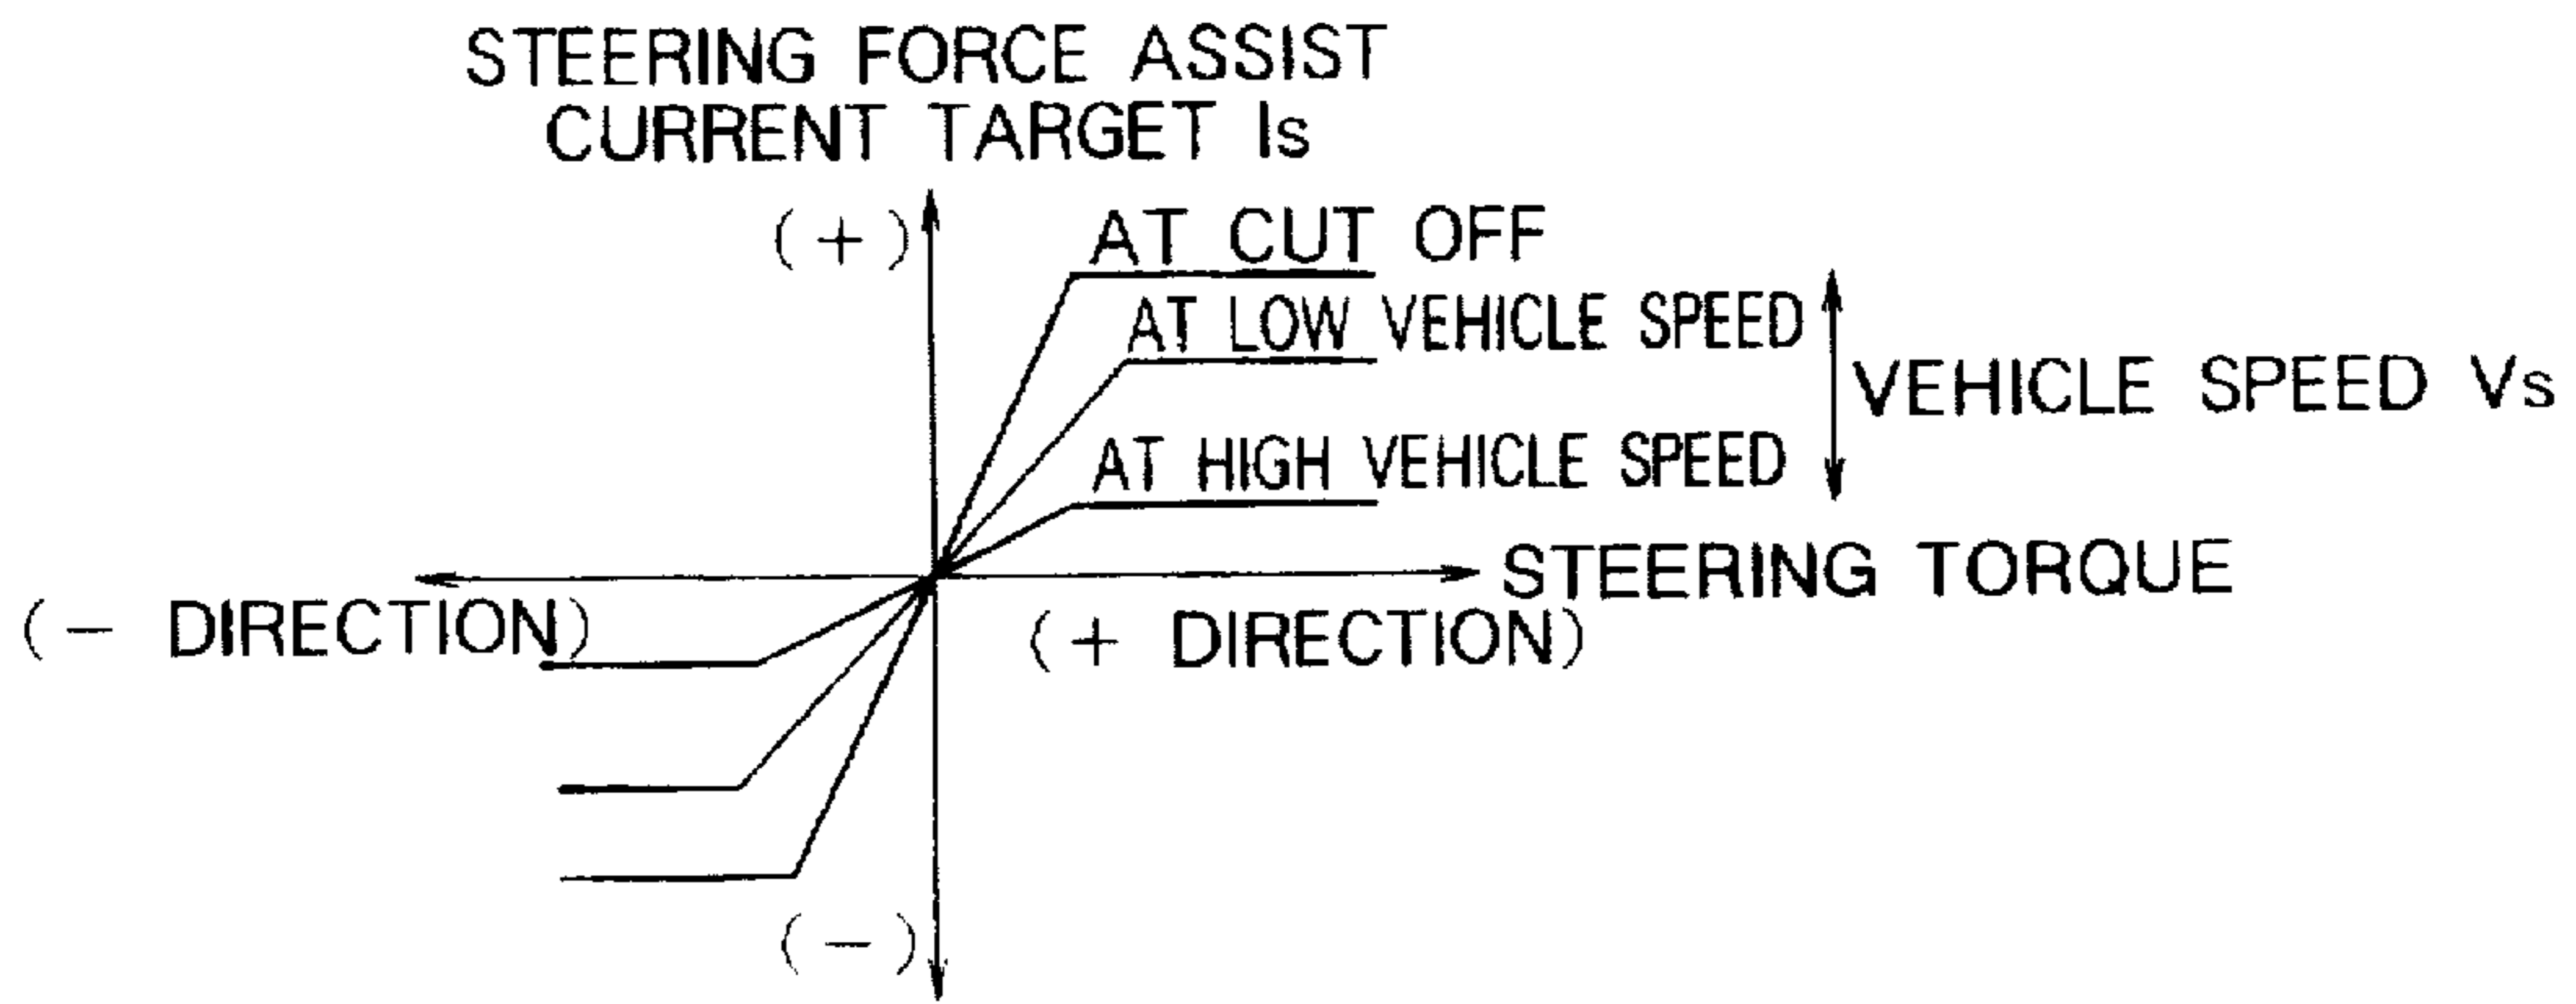 STEERING FORCE ASSIST
CURRENT TARGET Is
(+)
AT CUT OFF
AT LOW VEHICLE SPEED
VEHICLE SPEED Vs
AT HIGH VEHICLE SPEED
STEERING TORQUE
(- DIRECTION)
(+ DIRECTION)
(-)